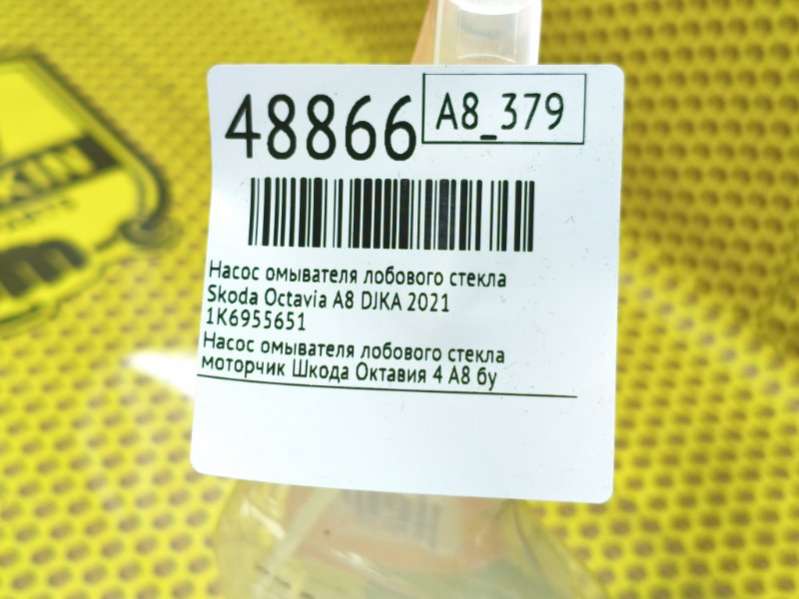 48866
A8_379
Насос омывателя лобового стекла
Skoda Octavia A8 DJKA 2021
1K6955651
Насос омывателя лобового стекла
моторчик Шкода Октавия 4 А8 бу